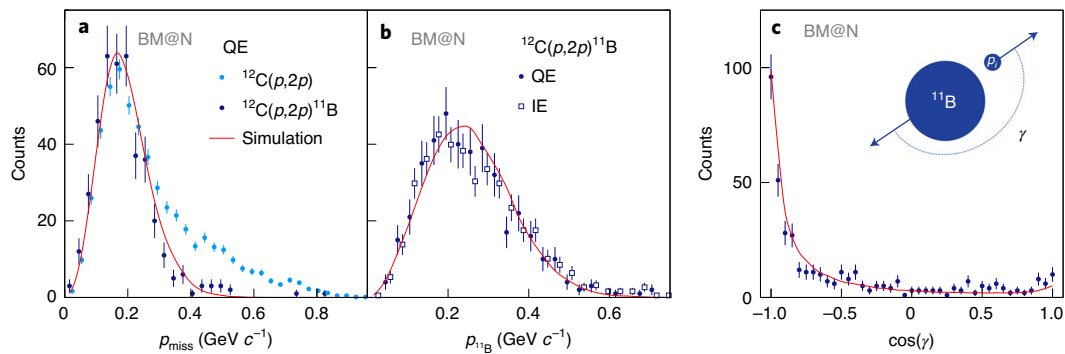 a
BM@N
QE
¹²C(p,2p)
¹²C(p,2p)¹¹B
Simulation
60
40
20
0
0
0.2
0.4
0.6
0.8
Counts
p_miss (GeV c⁻¹)
b
¹²C(p,2p)¹¹B
QE
IE
0.2
0.4
0.6
p_¹¹B (GeV c⁻¹)
c
BM@N
p_i
¹¹B
γ
100
50
0
Counts
−1.0
−0.5
0
0.5
1.0
cos(γ)